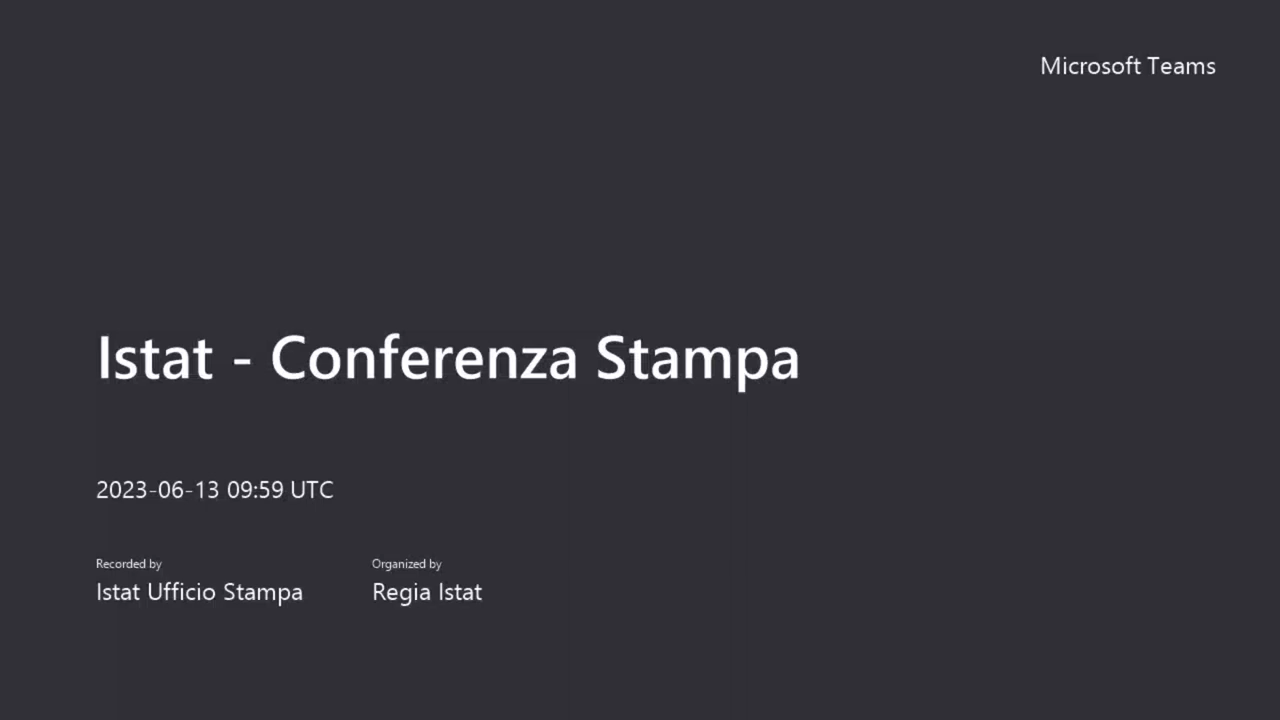 Microsoft Teams
Istat - Conferenza Stampa
2023-06-13 09:59 UTC
Recorded by
Istat Ufficio Stampa
Organized by
Regia Istat